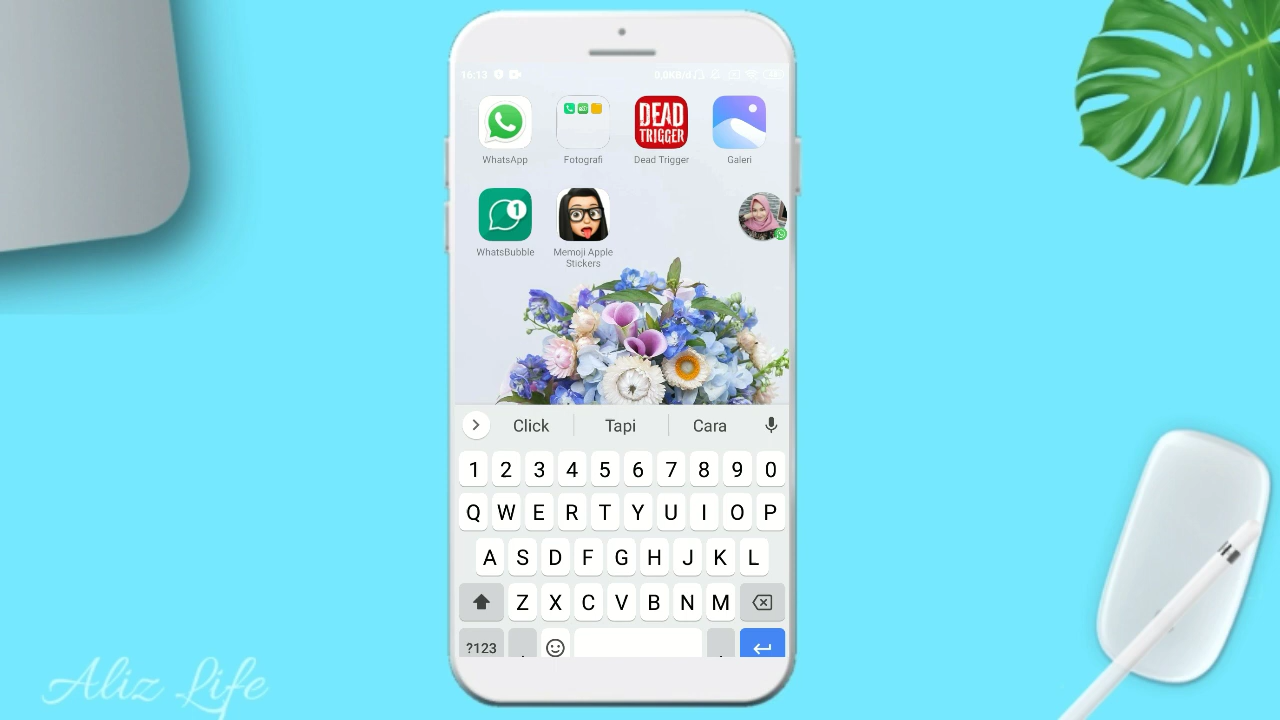 16:13 0,0KB/d
DEAD
TRIGGER
WhatsApp Fotografi Dead Trigger Galeri
1
WhatsBubble Memoji Apple
Stickers
Click Tapi Cara
1 2 3 4 5 6 7 8 9 0
Q W E R T Y U I O P
A S D F G H J K L
Z X C V B N M
?123 , .
Aliz Life